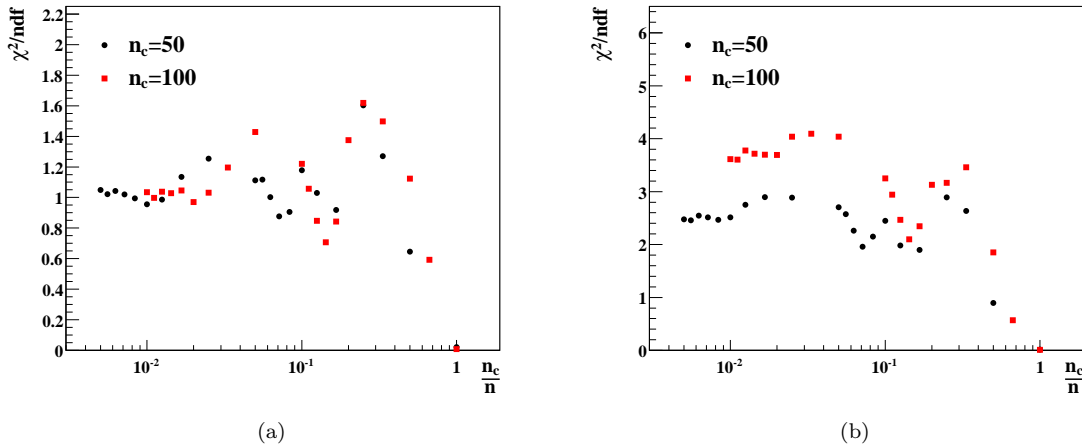 χ²/ndf
2.2
2
1.8
1.6
1.4
1.2
1
0.8
0.6
0.4
0.2
0
n_c=50
n_c=100
10⁻²
10⁻¹
1
n_c
n
(a)
χ²/ndf
6
5
4
3
2
1
0
n_c=50
n_c=100
10⁻²
10⁻¹
1
n_c
n
(b)